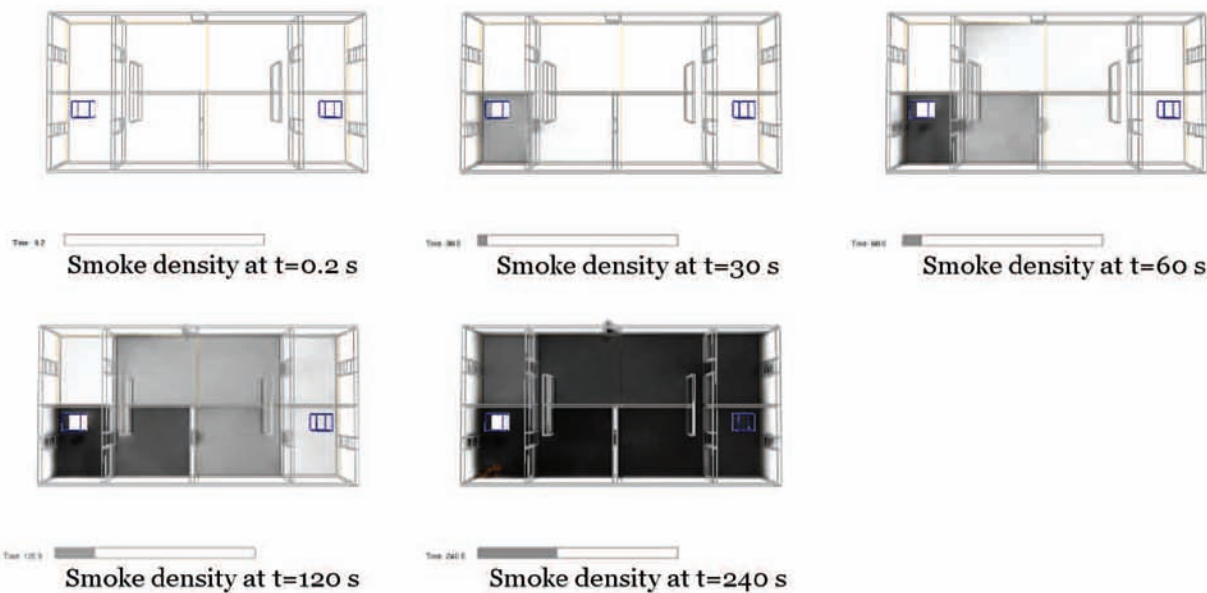 Smoke density at t=0.2 s
Smoke density at t=30 s
Smoke density at t=60 s
Smoke density at t=120 s
Smoke density at t=240 s